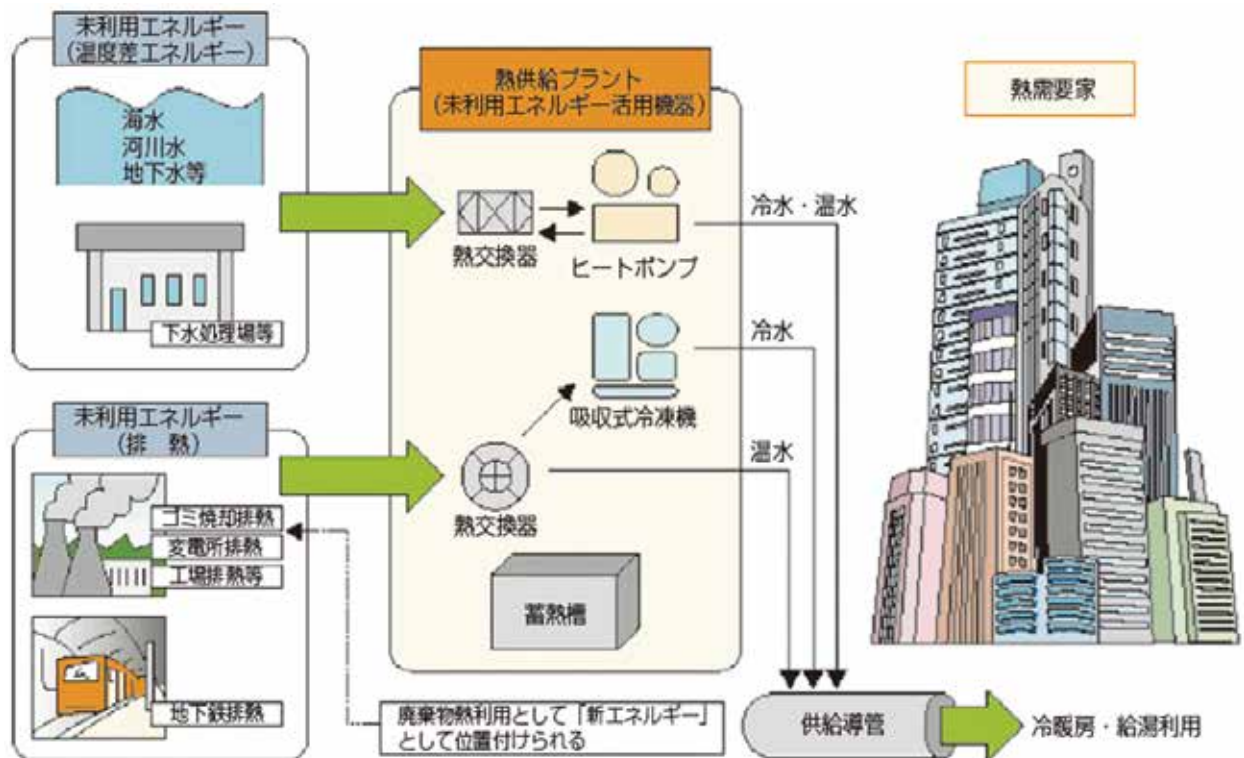 未利用エネルギー
(温度差エネルギー)
海水
河川水
地下水等
下水処理場等
未利用エネルギー
(排 熱)
ゴミ焼却排熱
変電所排熱
工場排熱等
地下鉄排熱
熱供給プラント
(未利用エネルギー活用機器)
熱交換器
ヒートポンプ
吸収式冷凍機
熱交換器
蓄熱槽
廃棄物熱利用として「新エネルギー」
として位置付けられる
冷水・温水
冷水
温水
供給導管
冷暖房・給湯利用
熱需要家